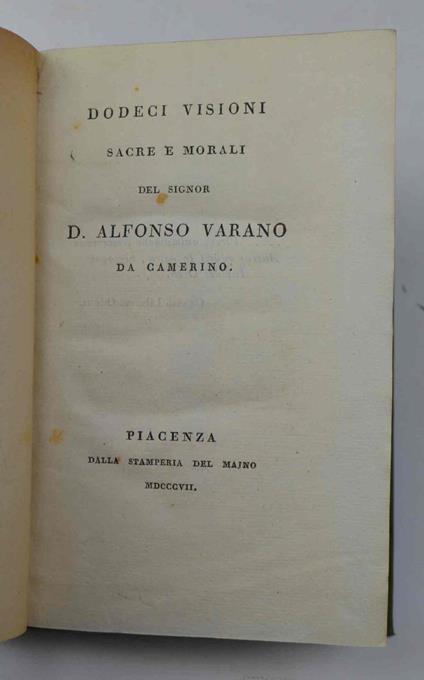 DODECI VISIONI
SACRE E MORALI
DEL SIGNOR
D. ALFONSO VARANO
DA CAMERINO.
PIACENZA
DALLA STAMPERIA DEL MAJNO
MDCCCVII.